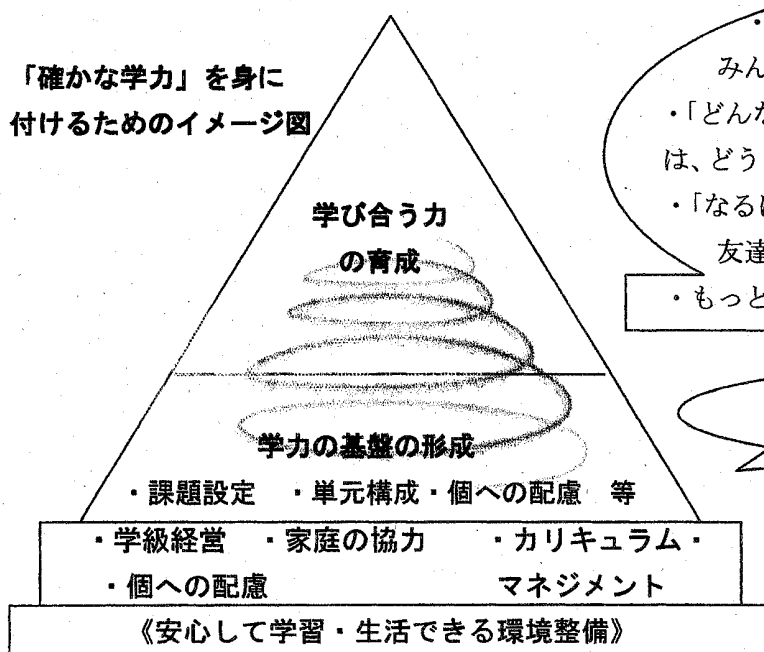 「確かな学力」を身に
付けるためのイメージ図
学び合う力
の育成
学力の基盤の形成
・課題設定　・単元構成・個への配慮　等
・学級経営　・家庭の協力　・カリキュラム・
・個への配慮　マネジメント
《安心して学習・生活できる環境整備》
・
みん
・「どんな
は、どう
・「なるほ
友達
・もっと